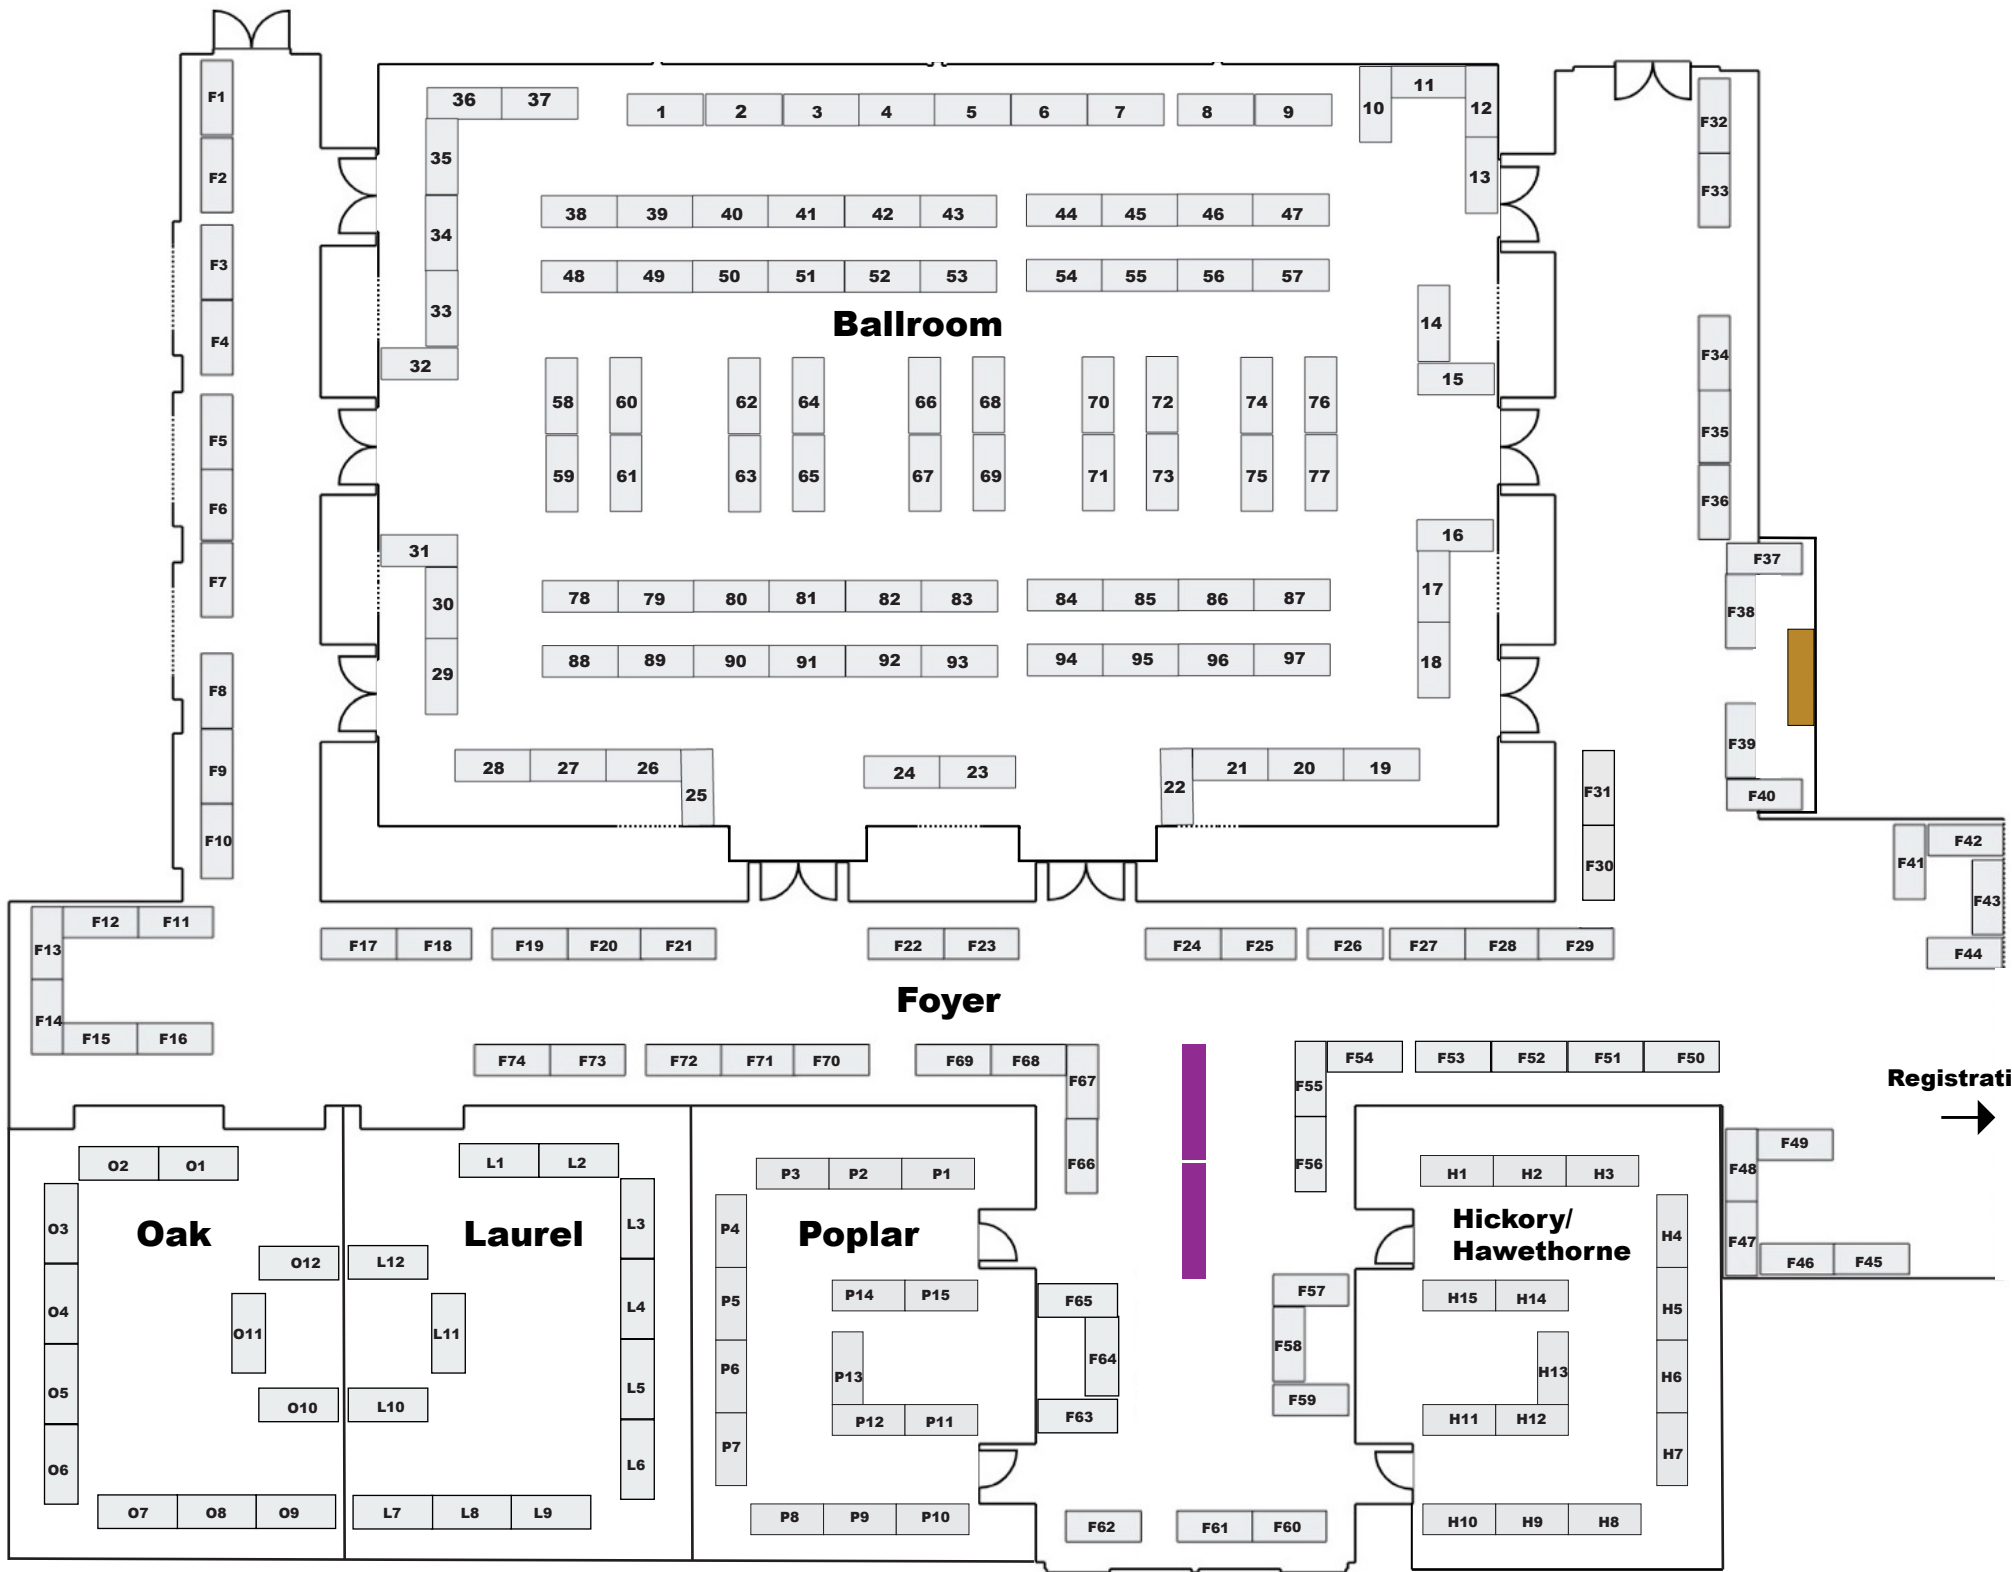 F1
F2
F3
F4
F5
F6
F7
F8
F9
F10
F12 F11
F13
F14
F15 F16
36 37
35
34
33
32
31
30
29
28 27 26
25
24 23
1 2 3 4 5 6 7 8 9
10
11
12
13
38 39 40 41 42 43 44 45 46 47
48 49 50 51 52 53 54 55 56 57
Ballroom
14
15
58 60 62 64 66 68 70 72 74 76
59 61 63 65 67 69 71 73 75 77
16
17
18
78 79 80 81 82 83 84 85 86 87
88 89 90 91 92 93 94 95 96 97
22
21 20 19
F32
F33
F34
F35
F36
F37
F38
F39
F40
F31
F30
F41
F42
F43
F44
F17 F18 F19 F20 F21 F22 F23 F24 F25 F26 F27 F28 F29
Foyer
F74 F73 F72 F71 F70 F69 F68
F67
F66
F55
F54 F53 F52 F51 F50
F56
Registrati
F49
F48
F47
F46 F45
O2 O1
O3
Oak
O12
O4
O11
O5
O10
O6
O7 O8 O9
L1 L2
L3
Laurel
L12
L4
L11
L5
L10
L6
L7 L8 L9
P3 P2 P1
P4
Poplar
P5
P14 P15
P6
P13
P12 P11
P7
P8 P9 P10
F65
F64
F63
F62
F57
F58
F59
F61 F60
H1 H2 H3
Hickory/
Hawethorne
H4
H15 H14
H5
H13
H6
H11 H12
H7
H10 H9 H8